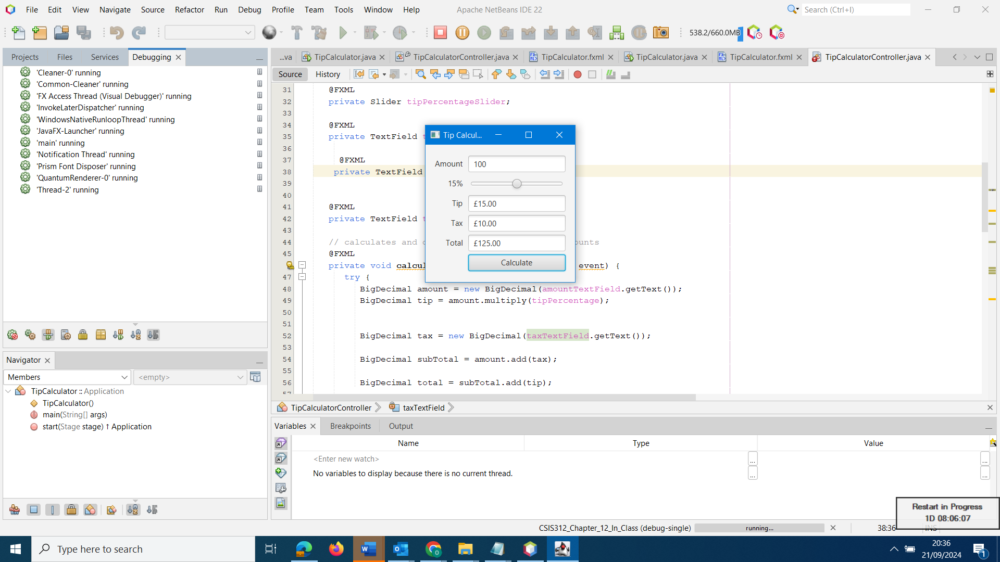 File Edit View Navigate Source Refactor Run Debug Profile Team Tools Window Help
Apache NetBeans IDE 22
Search (Ctrl+I)
538.2/660.0MB
Projects Files Services Debugging
'Cleaner-0' running
'Common-Cleaner' running
'FX Access Thread (Visual Debugger)' running
'InvokeLaterDispatcher' running
'WindowsNativeRunloopThread' running
'JavaFX-Launcher' running
'main' running
'Notification Thread' running
'Prism Font Disposer' running
'QuantumRenderer-0' running
'Thread-2' running
Navigator
Members
<empty>
TipCalculator :: Application
TipCalculator()
main(String[] args)
start(Stage stage) ↑ Application
...va TipCalculator.java TipCalculatorController.java TipCalculator.fxml TipCalculator.java TipCalculator.fxml TipCalculatorController.java
Source History
31 @FXML
32 private Slider tipPercentageSlider;
33
34 @FXML
35 private TextField t
36
37 @FXML
38 private TextField
39
40
41 @FXML
42 private TextField t
43
44 // calculates and unts
45 @FXML
private void calcul event) {
47 try {
48 BigDecimal amount = new BigDecimal(amountTextField.getText());
49 BigDecimal tip = amount.multiply(tipPercentage);
50
51
52 BigDecimal tax = new BigDecimal(taxTextField.getText());
53
54 BigDecimal subTotal = amount.add(tax);
55
56 BigDecimal total = subTotal.add(tip);
57
Tip Calcul...
Amount 100
15%
Tip £15.00
Tax £10.00
Total £125.00
Calculate
TipCalculatorController taxTextField
Variables Breakpoints Output
Name Type Value
<Enter new watch>
...
...
No variables to display because there is no current thread.
...
...
Restart in Progress
1D 08:06:07
CSIS312_Chapter_12_In_Class (debug-single)
running...
38:36
INS
Type here to search
20:36
21/09/2024
1